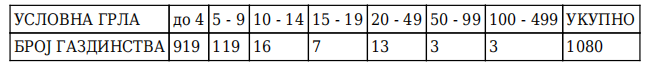 УСЛОВНА ГРЛА до 4 5 - 9 10 - 14 15 - 19 20 - 49 50 - 99 100 - 499 УКУПНО
БРОЈ ГАЗДИНСТВА 919 119 16 7 13 3 3 1080